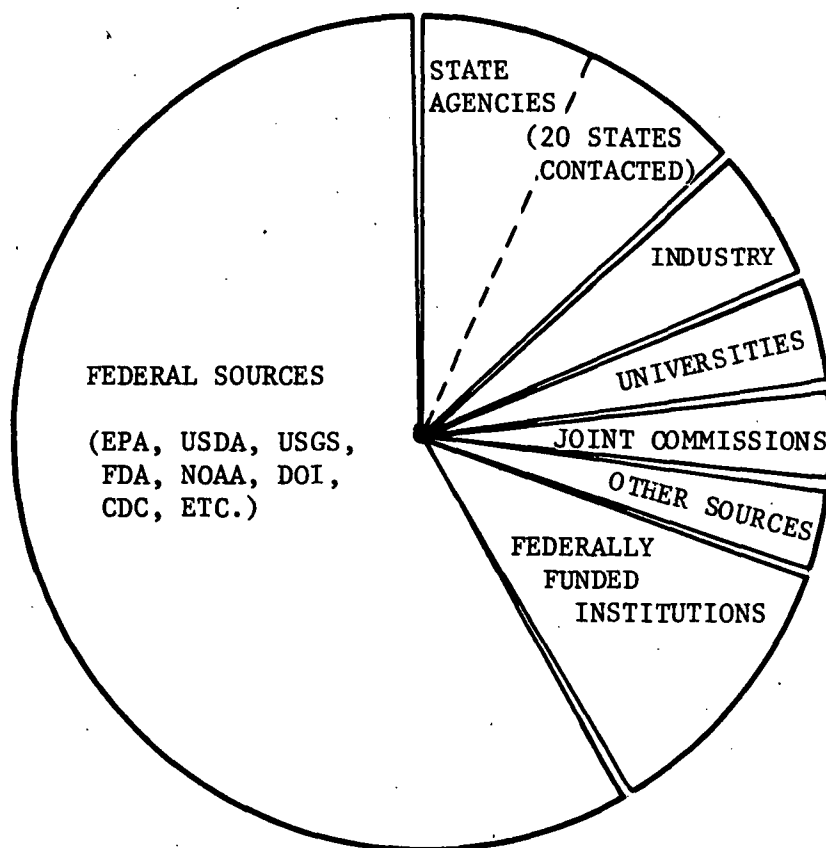 STATE
AGENCIES
(20 STATES
CONTACTED)
INDUSTRY
UNIVERSITIES
JOINT COMMISSIONS
OTHER SOURCES
FEDERALLY
FUNDED
INSTITUTIONS
FEDERAL SOURCES
(EPA, USDA, USGS,
FDA, NOAA, DOI,
CDC, ETC.)